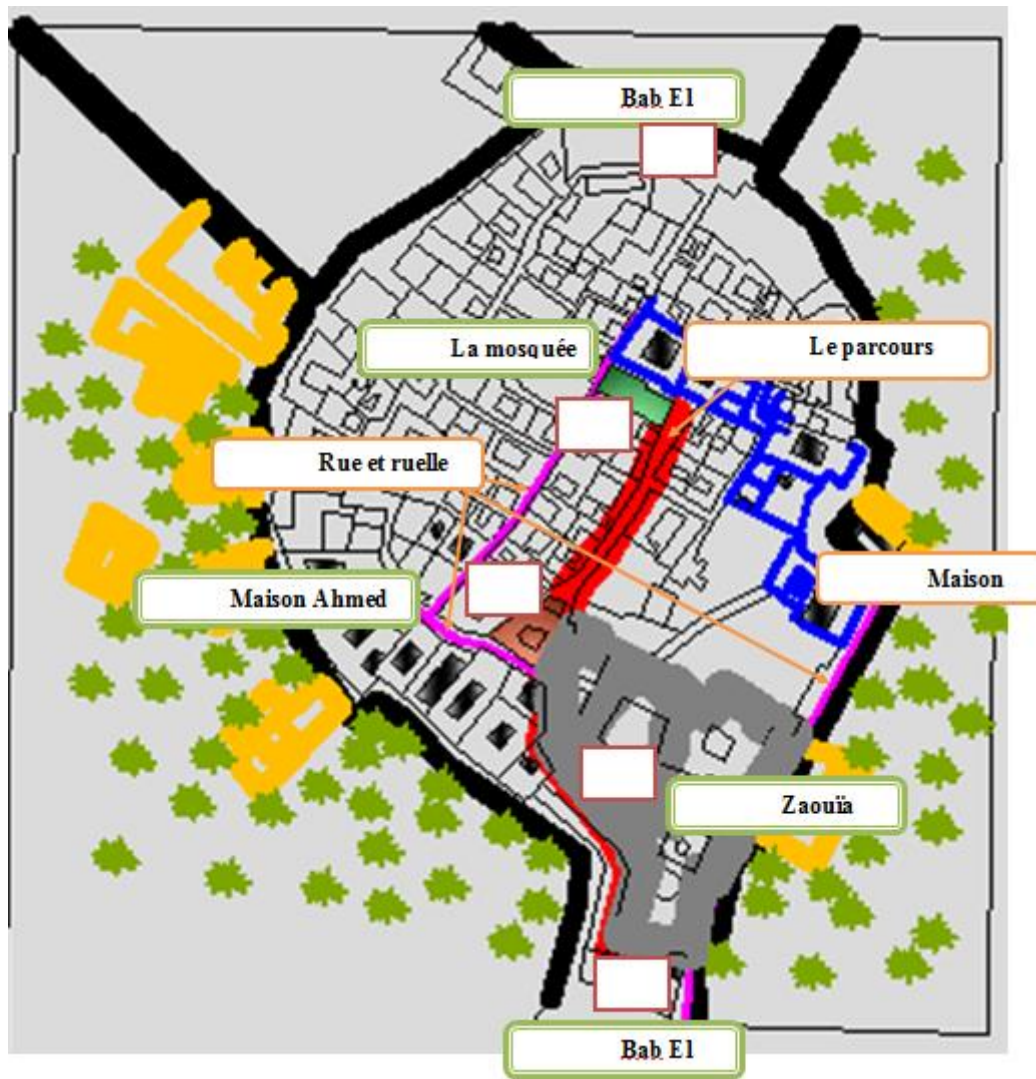 Bab El
La mosquée
Le parcours
Rue et ruelle
Maison Ahmed
Maison
Zaouïa
Bab El